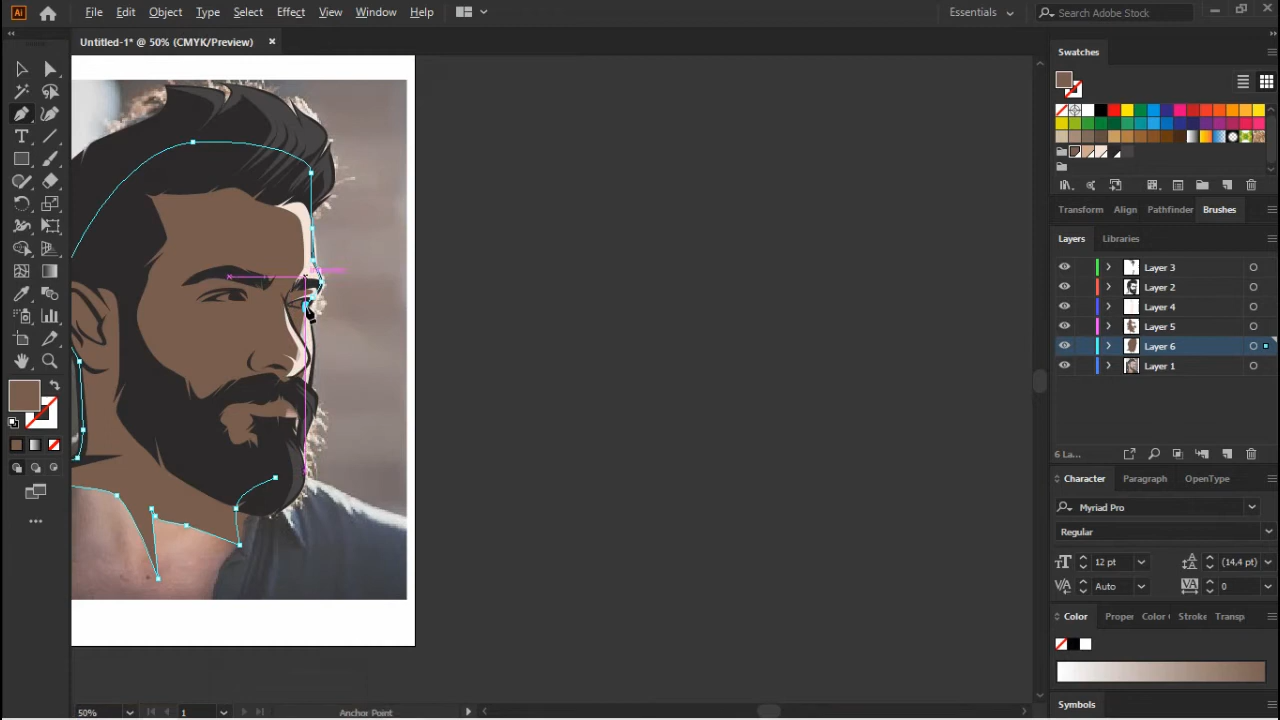 Ai File Edit Object Type Select Effect View Window Help Essentials Search Adobe Stock
Untitled-1* @ 50% (CMYK/Preview)
Swatches
Transform Align Pathfinder Brushes
Layers Libraries
Layer 3
Layer 2
Layer 4
Layer 5
Layer 6
Layer 1
6 La...
Character Paragraph OpenType
Myriad Pro
Regular
12 pt (14,4 pt)
Auto 0
Color Proper Color Stroke Transp
Symbols
50% 1 Anchor Point